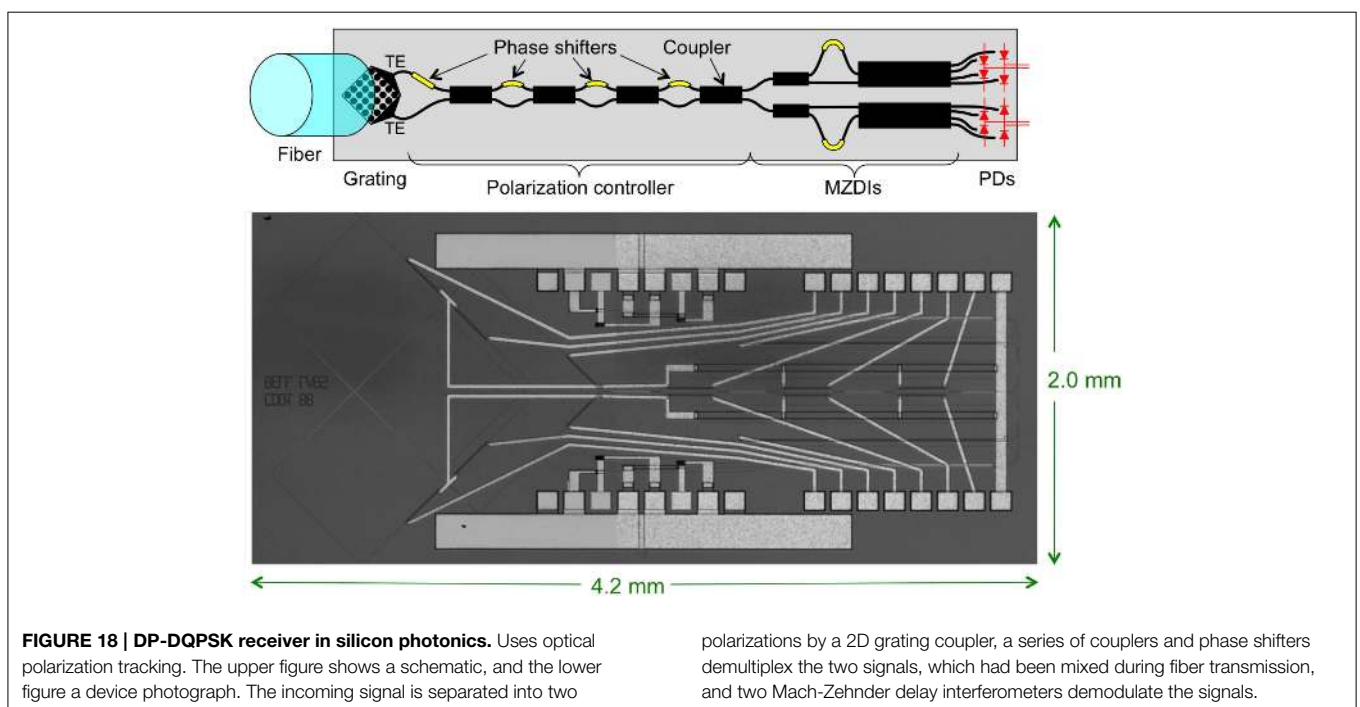 TE
Phase shifters
Coupler
TE
Fiber
Grating
Polarization controller
MZDIs
PDs
2.0 mm
4.2 mm
FIGURE 18 | DP-DQPSK receiver in silicon photonics. Uses optical
polarization tracking. The upper figure shows a schematic, and the lower
figure a device photograph. The incoming signal is separated into two
polarizations by a 2D grating coupler, a series of couplers and phase shifters
demultiplex the two signals, which had been mixed during fiber transmission,
and two Mach-Zehnder delay interferometers demodulate the signals.